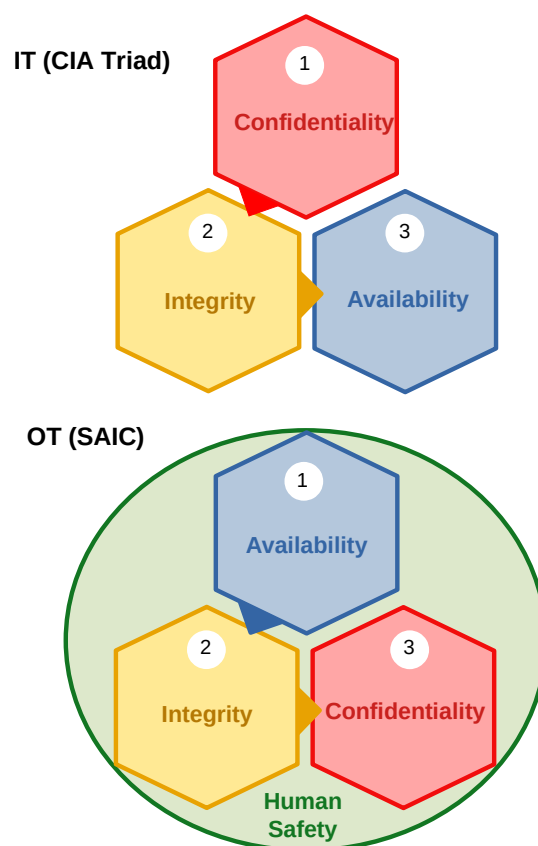 IT (CIA Triad)
1
Confidentiality
2
3
Integrity
Availability
OT (SAIC)
1
Availability
2
3
Integrity
Confidentiality
Human
Safety